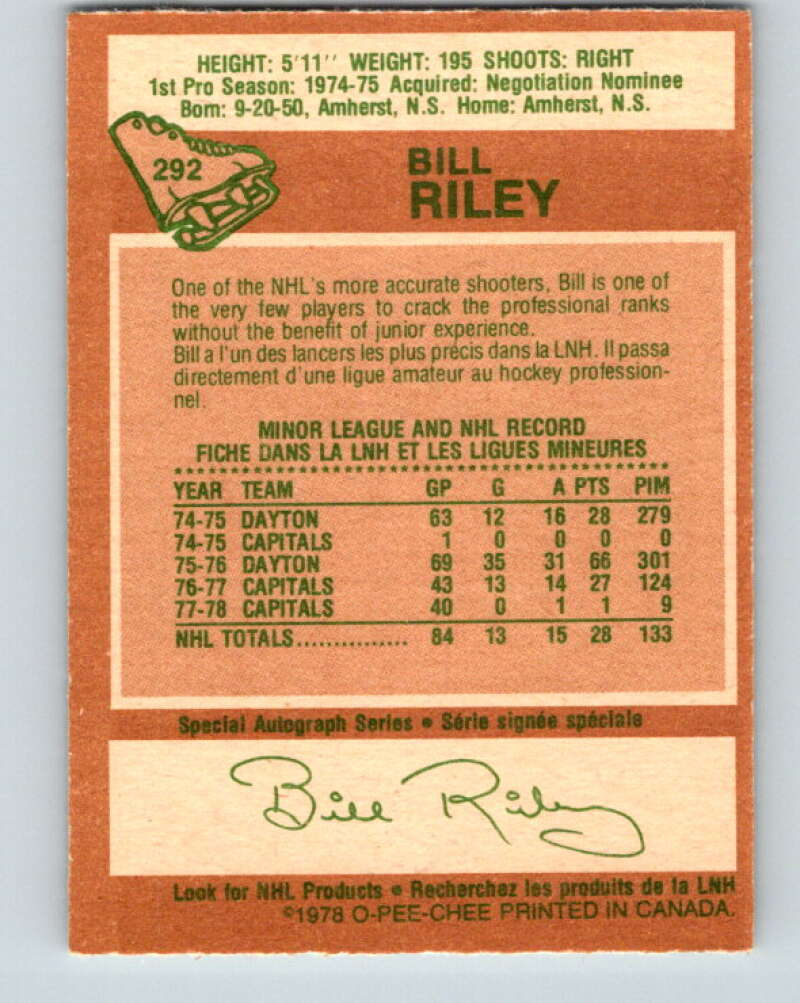 HEIGHT: 5'11'' WEIGHT: 195 SHOOTS: RIGHT
1st Pro Season: 1974-75 Acquired: Negotiation Nominee
Born: 9-20-50, Amherst, N.S. Home: Amherst, N.S.
292
BILL
RILEY
One of the NHL's more accurate shooters, Bill is one of
the very few players to crack the professional ranks
without the benefit of junior experience.
Bill a l'un des lancers les plus précis dans la LNH. Il passa
directement d'une ligue amateur au hockey profession-
nel.
MINOR LEAGUE AND NHL RECORD
FICHE DANS LA LNH ET LES LIGUES MINEURES
YEAR TEAM GP G A PTS PIM
74-75 DAYTON 63 12 16 28 279
74-75 CAPITALS 1 0 0 0 0
75-76 DAYTON 69 35 31 66 301
76-77 CAPITALS 43 13 14 27 124
77-78 CAPITALS 40 0 1 1 9
NHL TOTALS............... 84 13 15 28 133
Special Autograph Series • Série signée spéciale
Bill Riley
Look for NHL Products • Recherchez les produits de la LNH
©1978 O-PEE-CHEE PRINTED IN CANADA.